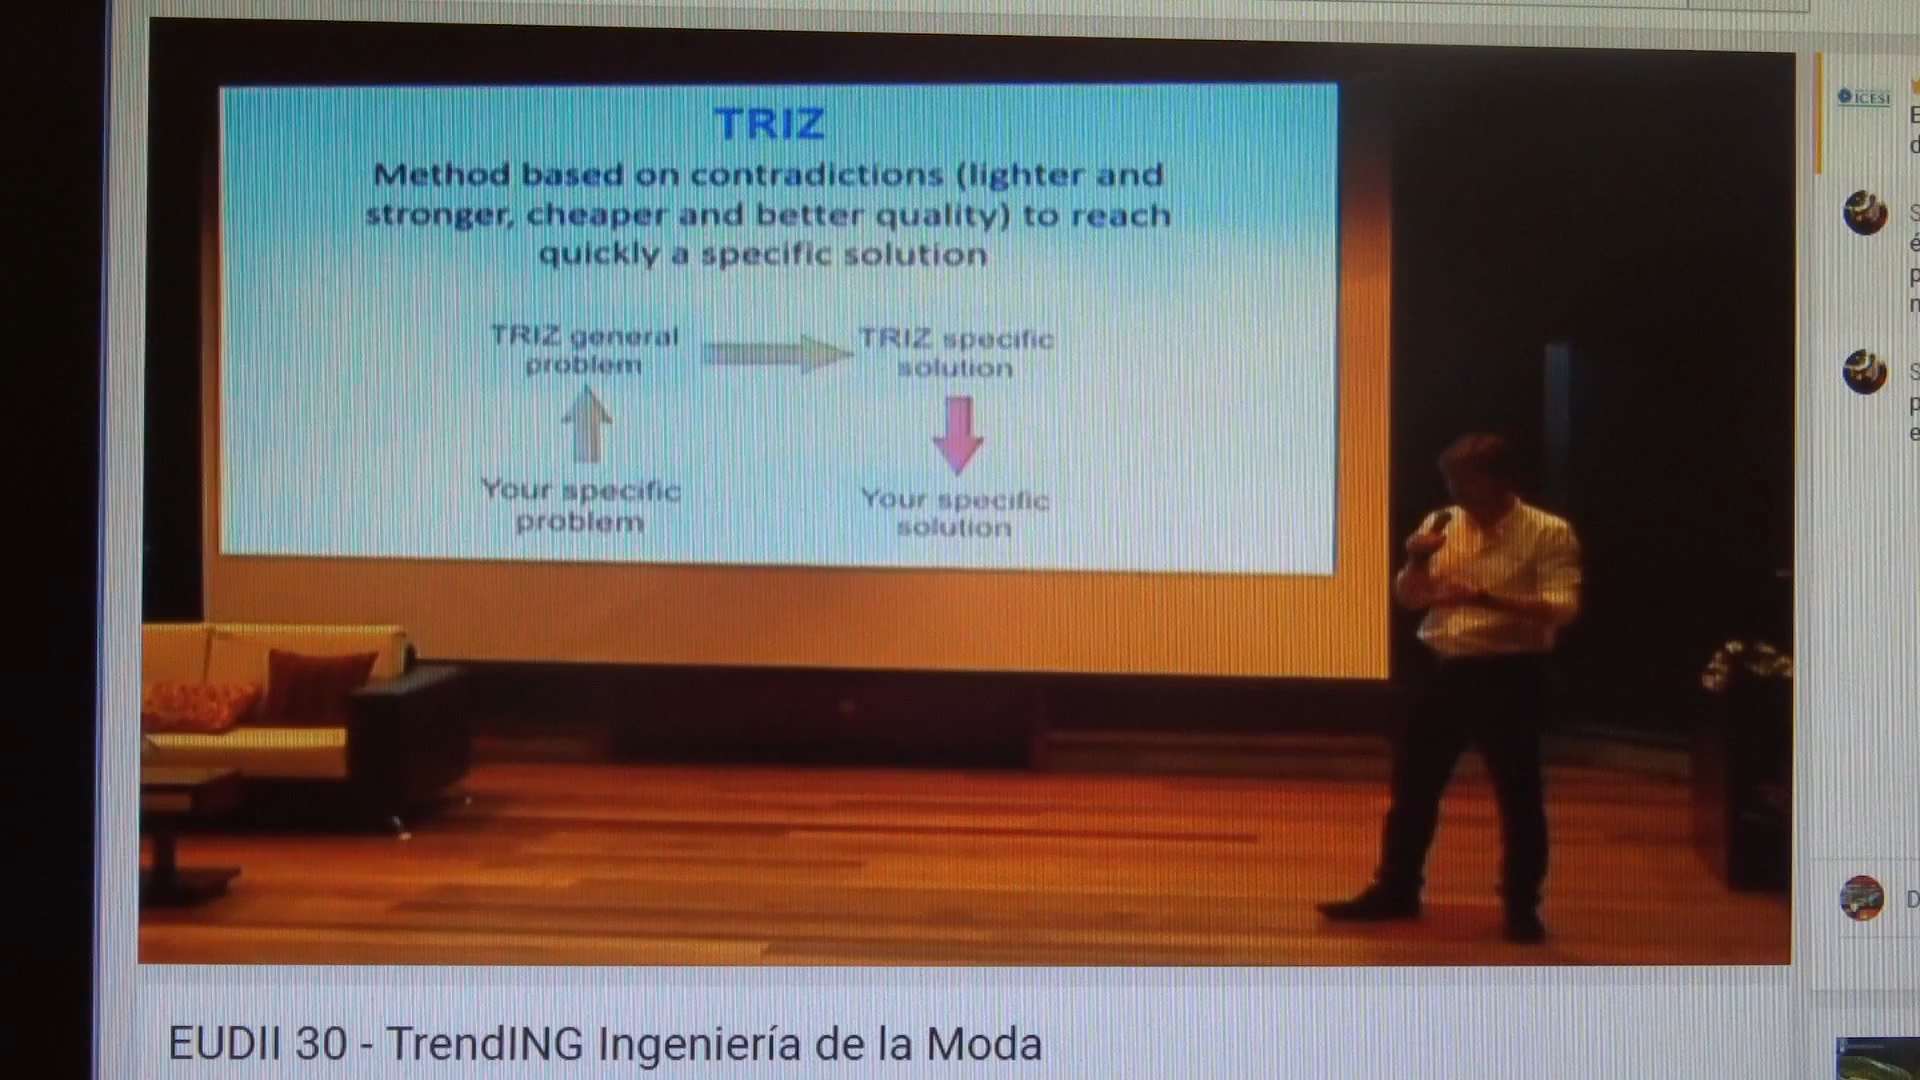 TRIZ
Method based on contradictions (lighter and
stronger, cheaper and better quality) to reach
quickly a specific solution
TRIZ general
problem
TRIZ specific
solution
Your specific
problem
Your specific
solution
ICESI
EUDII 30 - TrendING Ingeniería de la Moda